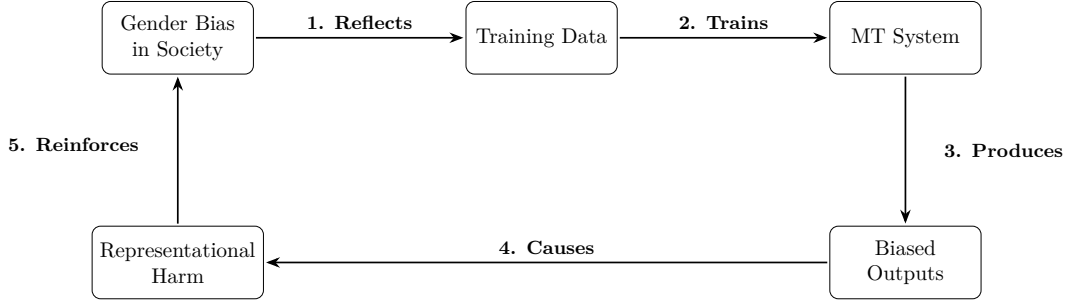 Gender Bias
in Society
1. Reflects
Training Data
2. Trains
MT System
3. Produces
Biased
Outputs
4. Causes
Representational
Harm
5. Reinforces